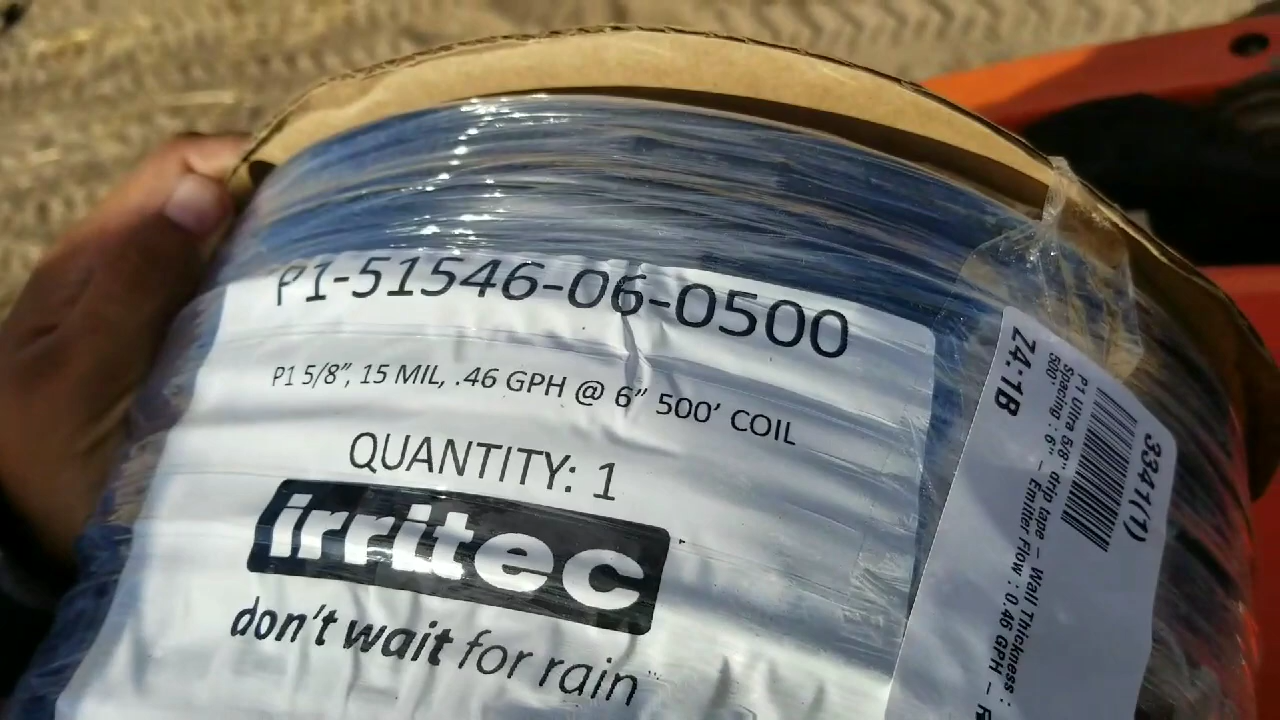 P1-51546-06-0500
P1 5/8”, 15 MIL, .46 GPH @ 6” 500’ COIL
QUANTITY: 1
irritec
don't wait for rain
3341(1)
P1 Ultra 5/8" drip tape – Wall Thickness :
Spacing : 6" – Emitter Flow : 0.46 GPH –
500'
Z4:1B